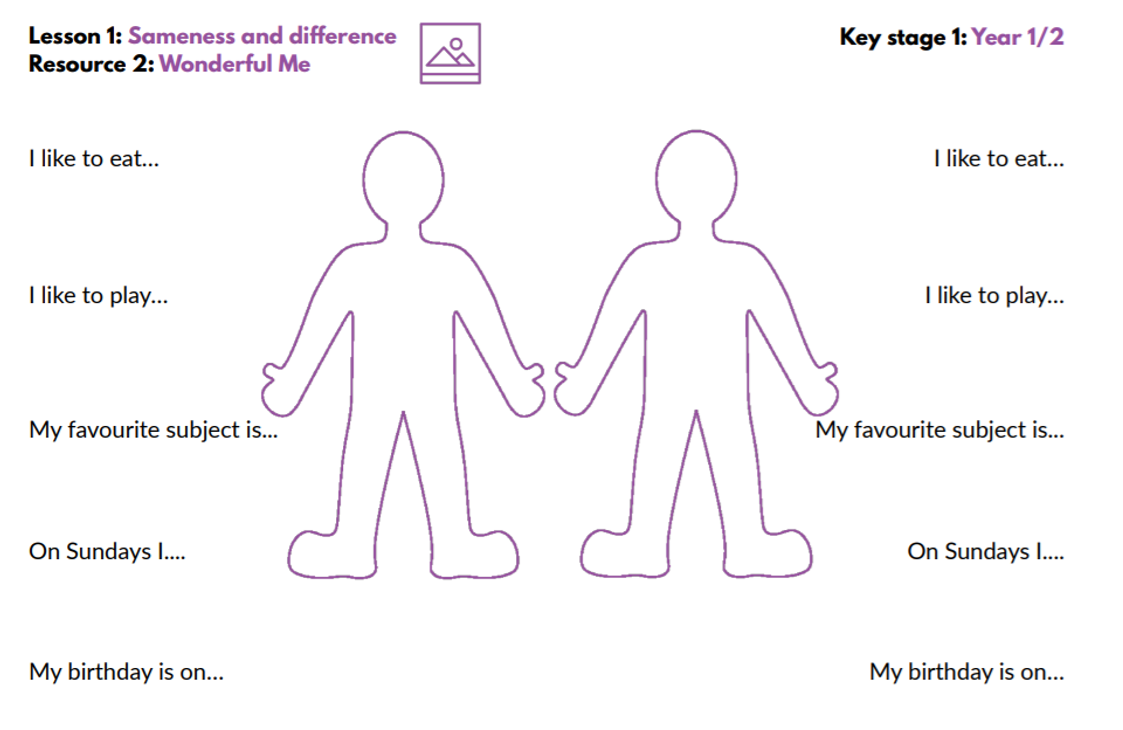 Lesson 1: Sameness and difference
Resource 2: Wonderful Me
Key stage 1: Year 1/2
I like to eat...
I like to eat...
I like to play...
I like to play...
My favourite subject is...
My favourite subject is...
On Sundays I....
On Sundays I....
My birthday is on...
My birthday is on...